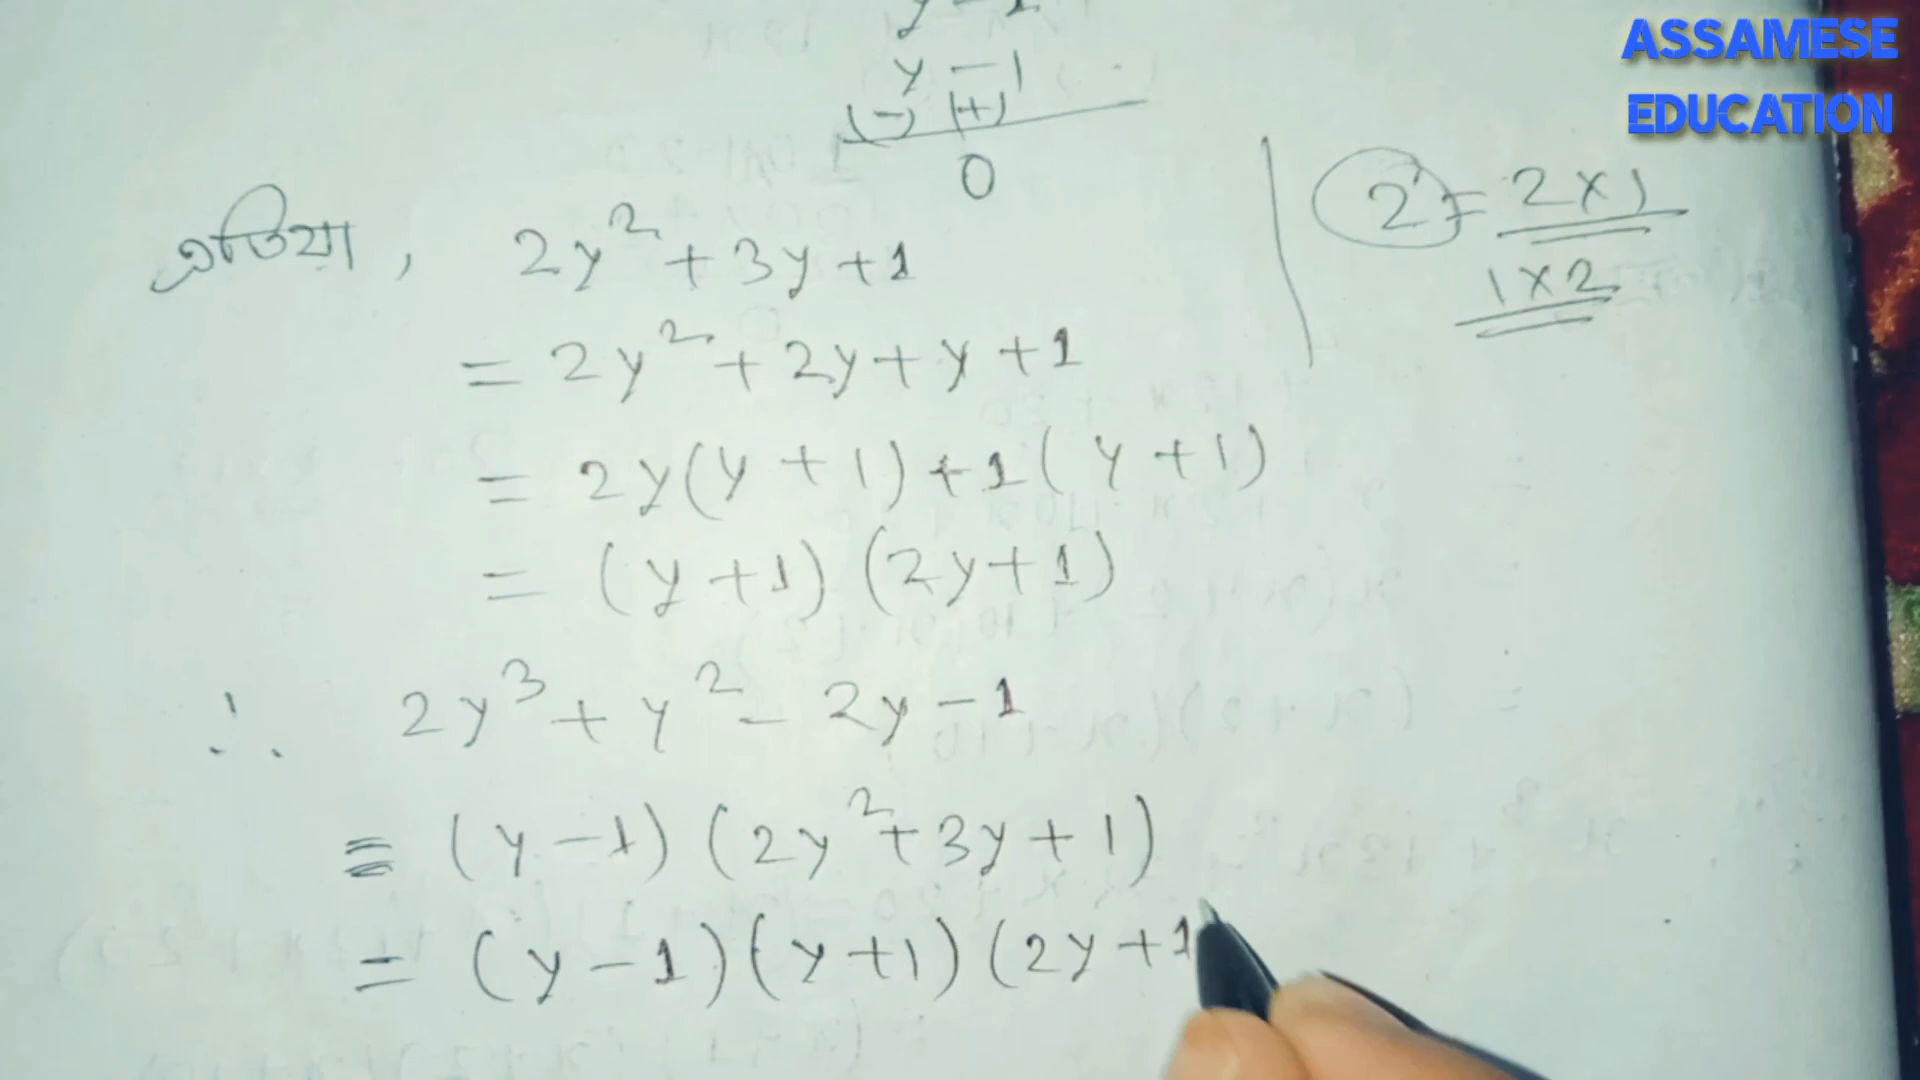 ASSAMESE
EDUCATION
y - 1
(-) (+)
0
2 = 2 × 1
1 × 2
এতিয়া, 2y² + 3y + 1
= 2y² + 2y + y + 1
= 2y(y + 1) + 1(y + 1)
= (y + 1) (2y + 1)
∴ 2y³ + y² - 2y - 1
= (y - 1) (2y² + 3y + 1)
= (y - 1) (y + 1) (2y + 1